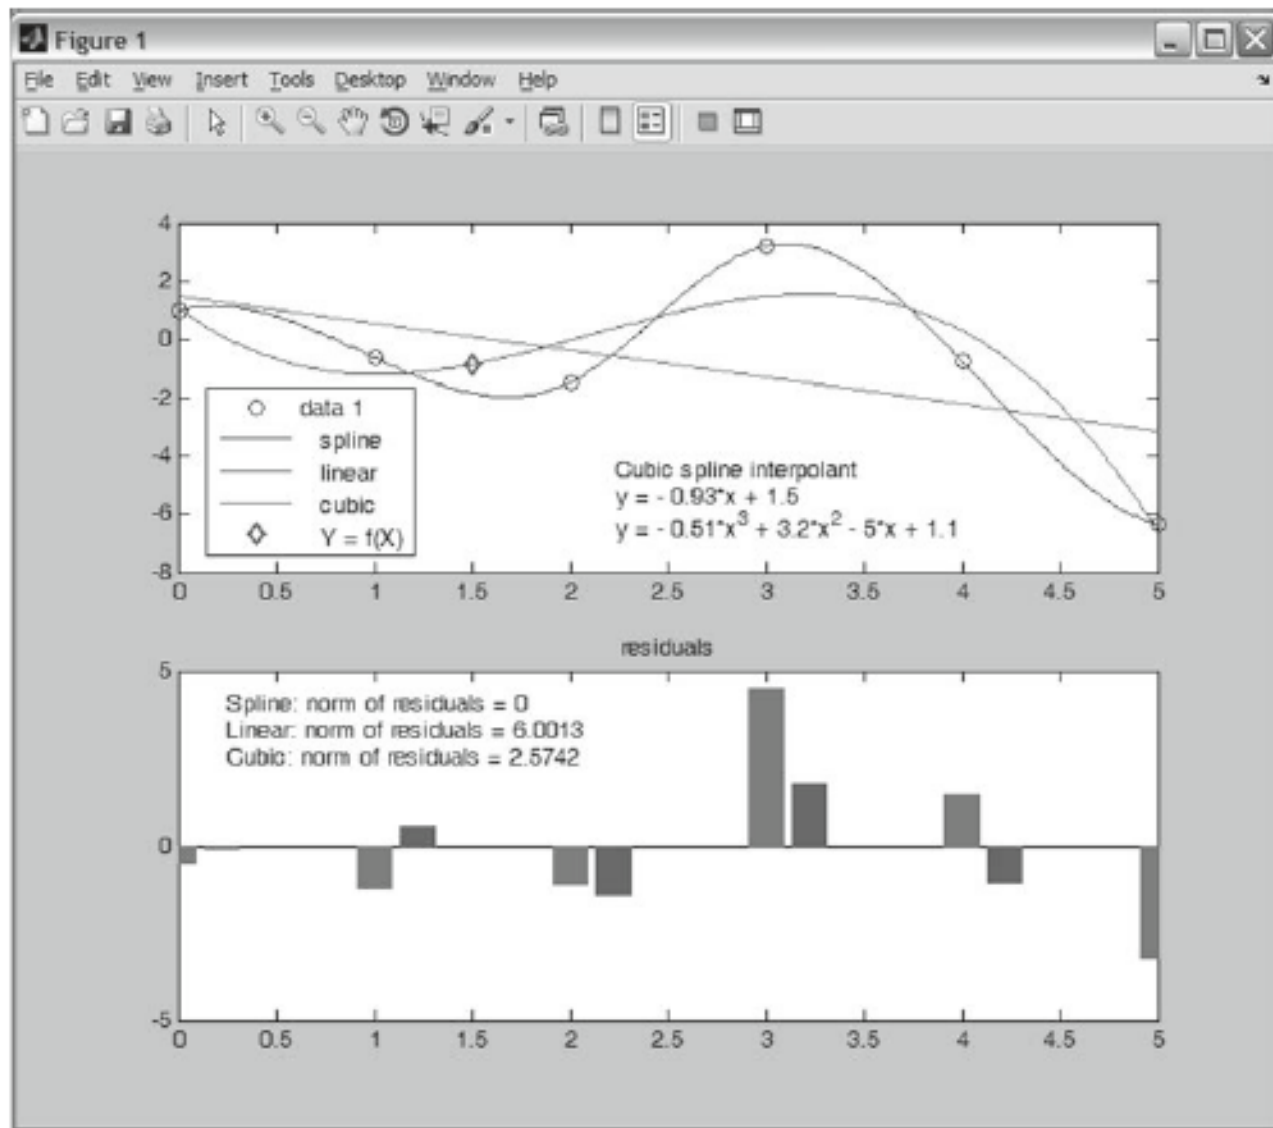 Figure 1
File Edit View Insert Tools Desktop Window Help
4
2
0
-2
-4
-6
-8
data 1
spline
linear
cubic
Y = f(X)
Cubic spline interpolant
y = - 0.93*x + 1.5
y = - 0.51*x^3 + 3.2*x^2 - 5*x + 1.1
0 0.5 1 1.5 2 2.5 3 3.5 4 4.5 5
residuals
5
0
-5
Spline: norm of residuals = 0
Linear: norm of residuals = 6.0013
Cubic: norm of residuals = 2.5742
0 0.5 1 1.5 2 2.5 3 3.5 4 4.5 5